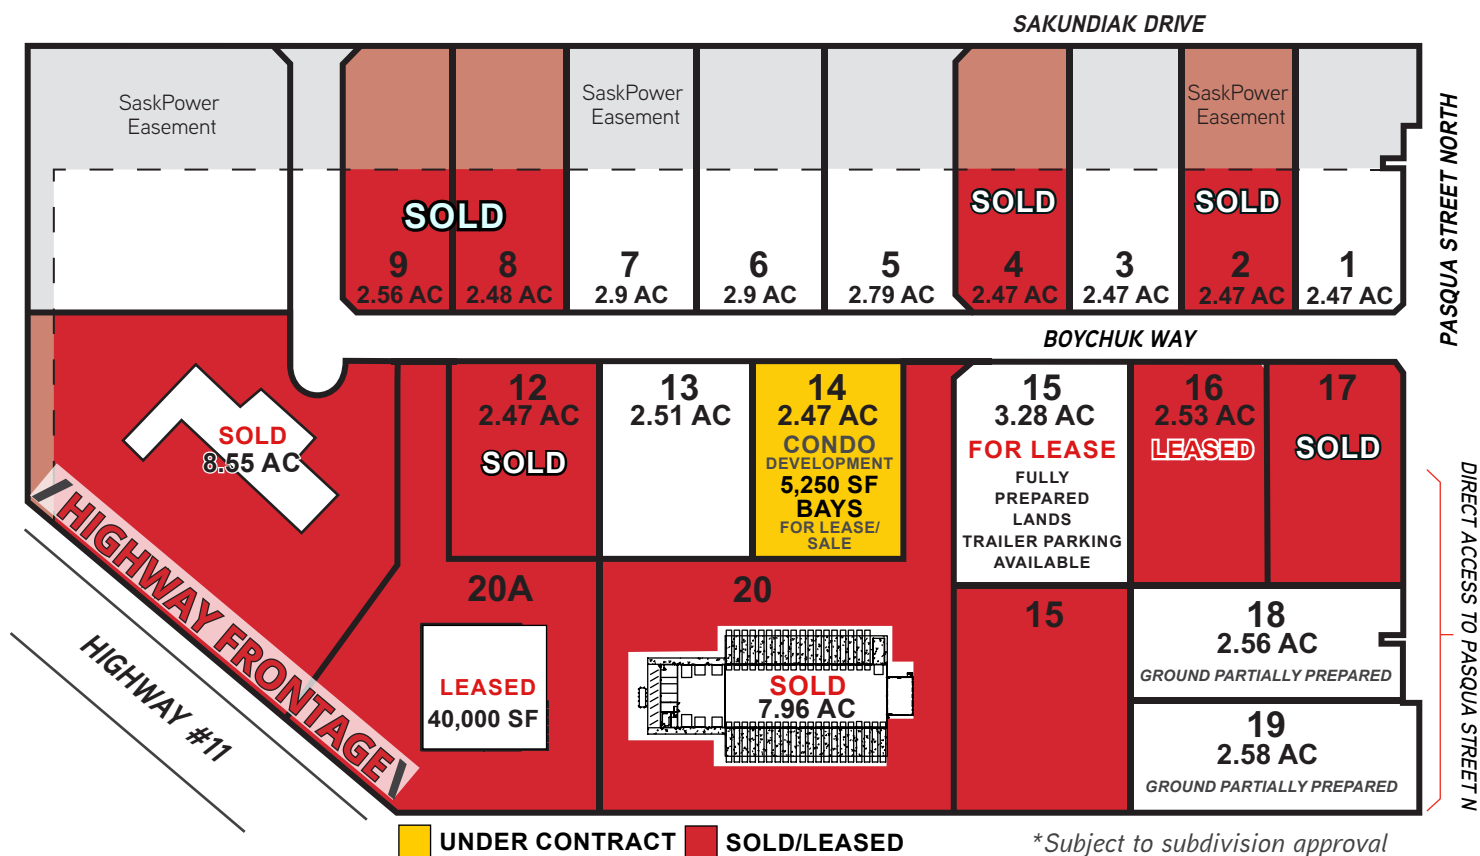 SAKUNDIAK DRIVE
SaskPower
Easement
SaskPower
Easement
SaskPower
Easement
PASQUA STREET NORTH
SOLD
SOLD
SOLD
9
2.56 AC
8
2.48 AC
7
2.9 AC
6
2.9 AC
5
2.79 AC
4
2.47 AC
3
2.47 AC
2
2.47 AC
1
2.47 AC
BOYCHUK WAY
SOLD
8.55 AC
12
2.47 AC
SOLD
13
2.51 AC
14
2.47 AC
CONDO
DEVELOPMENT
5,250 SF
BAYS
FOR LEASE/
SALE
15
3.28 AC
FOR LEASE
FULLY
PREPARED
LANDS
TRAILER PARKING
AVAILABLE
16
2.53 AC
LEASED
17
SOLD
DIRECT ACCESS TO PASQUA STREET N
HIGHWAY FRONTAGE
HIGHWAY #11
20A
LEASED
40,000 SF
20
SOLD
7.96 AC
15
18
2.56 AC
GROUND PARTIALLY PREPARED
19
2.58 AC
GROUND PARTIALLY PREPARED
UNDER CONTRACT
SOLD/LEASED
*Subject to subdivision approval